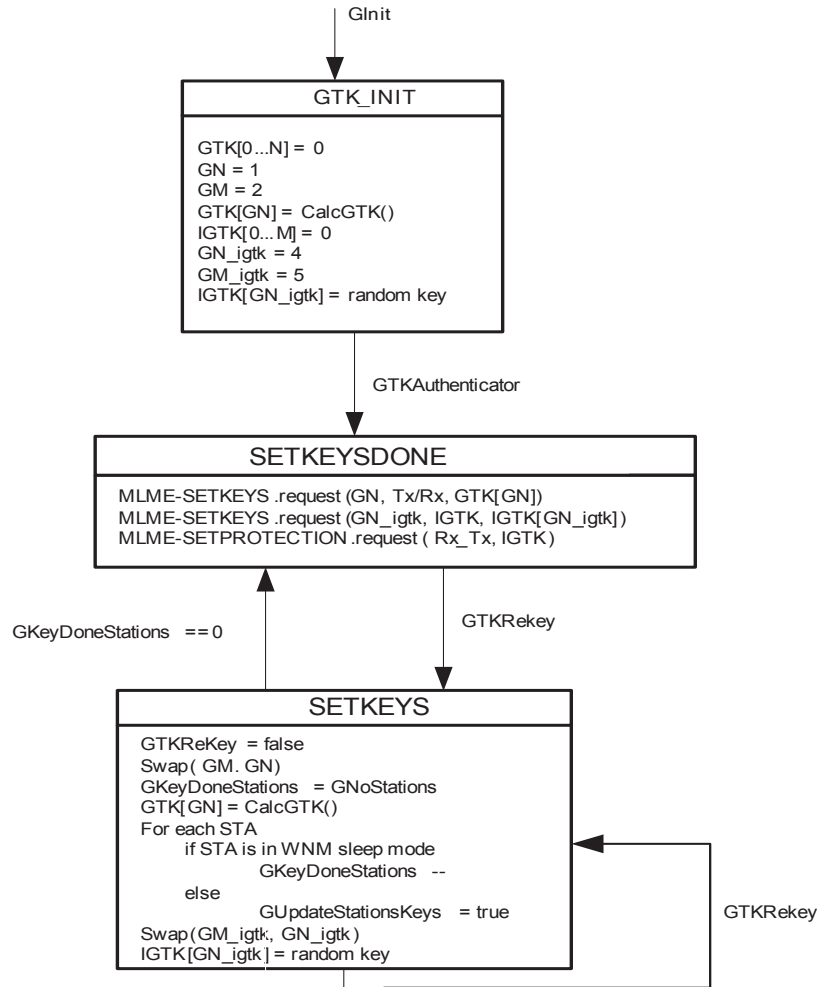 GInit
GTK_INIT
GTK[0...N] = 0
GN = 1
GM = 2
GTK[GN] = CalcGTK()
IGTK[0...M] = 0
GN_igtk = 4
GM_igtk = 5
IGTK[GN_igtk] = random key
GTKAuthenticator
SETKEYSDONE
MLME-SETKEYS .request (GN, Tx/Rx, GTK[GN])
MLME-SETKEYS .request (GN_igtk, IGTK, IGTK[GN_igtk])
MLME-SETPROTECTION .request ( Rx_Tx, IGTK )
GKeyDoneStations == 0
GTKRekey
SETKEYS
GTKReKey = false
Swap( GM. GN)
GKeyDoneStations = GNoStations
GTK[GN] = CalcGTK()
For each STA
if STA is in WNM sleep mode
GKeyDoneStations --
else
GUpdateStationsKeys = true
Swap(GM_igtk, GN_igtk)
IGTK[GN_igtk] = random key
GTKRekey